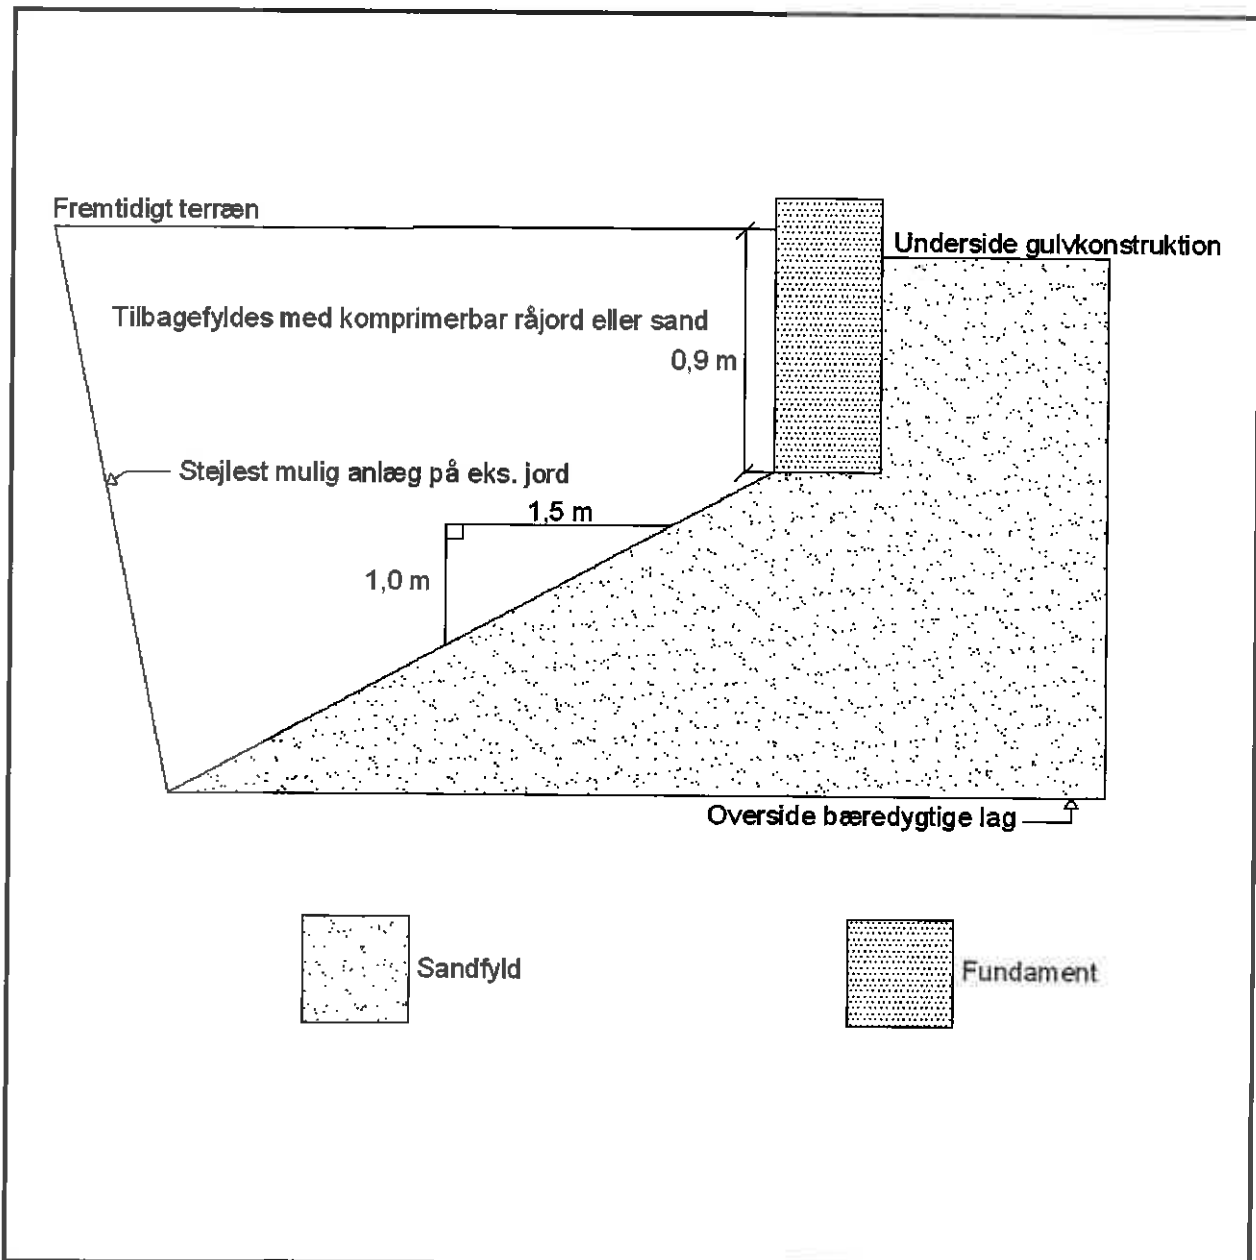 Fremtidigt terræn
Underside gulvkonstruktion
Tilbagefyldes med komprimerbar råjord eller sand
0,9 m
Stejlest mulig anlæg på eks. jord
1,5 m
1,0 m
Overside bæredygtige lag
Sandfyld
Fundament